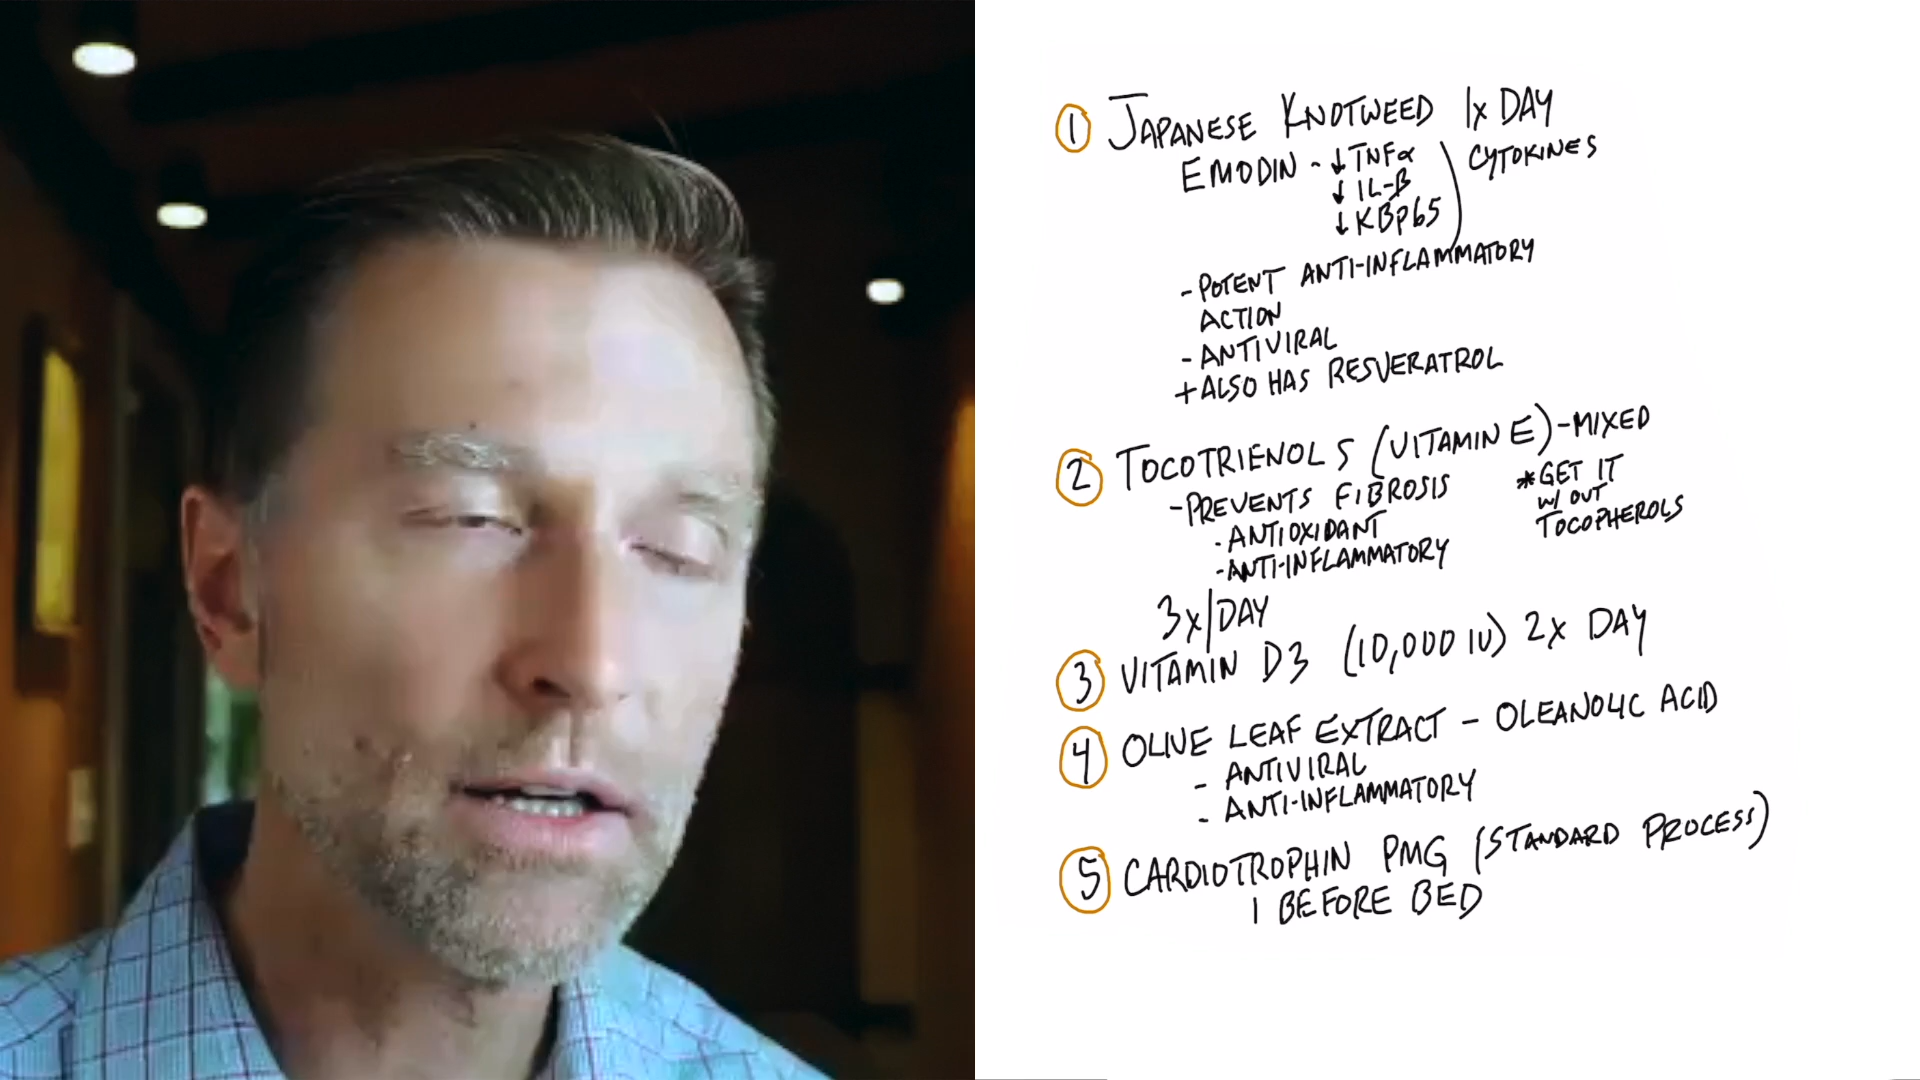 1 JAPANESE KNOTWEED 1x DAY
EMODIN - ↓ TNFα CYTOKINES
↓ IL-β
↓ KBP65
- POTENT ANTI-INFLAMMATORY
ACTION
- ANTIVIRAL
+ ALSO HAS RESVERATROL
2 TOCOTRIENOLS (VITAMIN E) - MIXED
- PREVENTS FIBROSIS
- ANTIOXIDANT
- ANTI-INFLAMMATORY
* GET IT
W/OUT
TOCOPHEROLS
3x/DAY
3 VITAMIN D3 (10,000 IU) 2x DAY
4 OLIVE LEAF EXTRACT - OLEANOLIC ACID
- ANTIVIRAL
- ANTI-INFLAMMATORY
5 CARDIOTROPHIN PMG (STANDARD PROCESS)
1 BEFORE BED